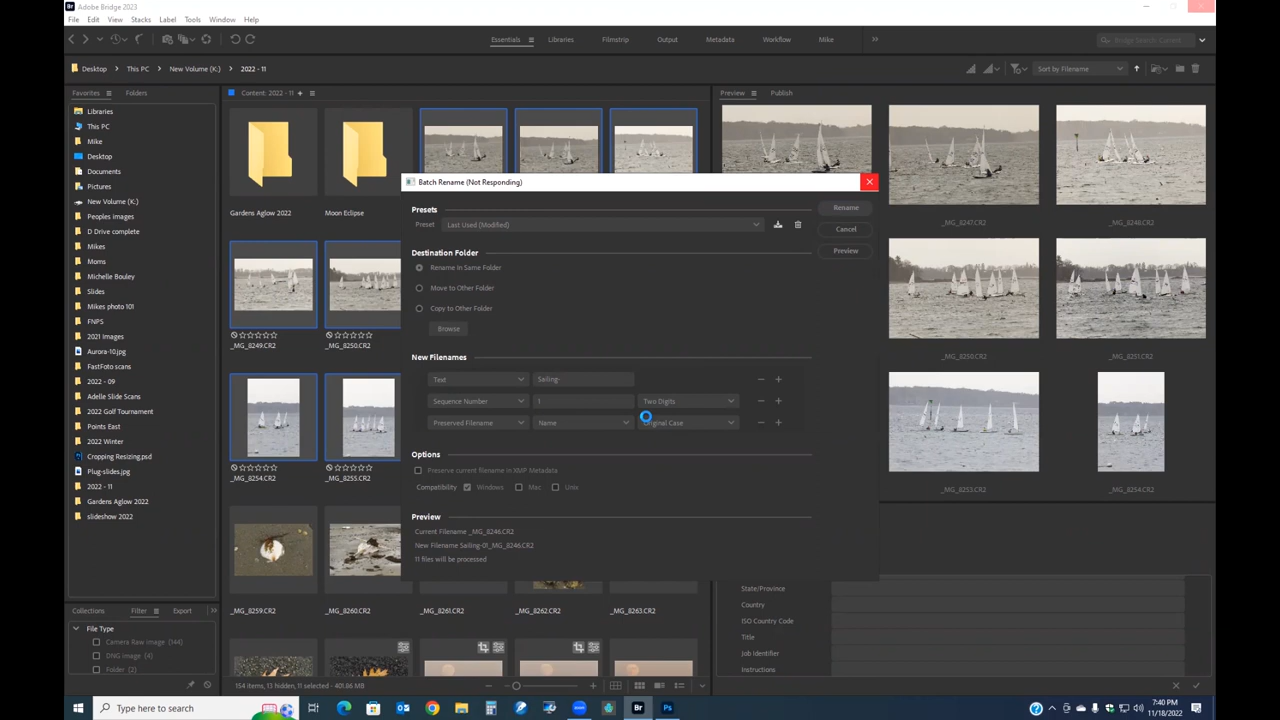 Br Adobe Bridge 2023
File Edit View Stacks Label Tools Window Help
Essentials Libraries Filmstrip Output Metadata Workflow Mike
Desktop This PC New Volume (K:) 2022 - 11
Sort by Filename
Favorites Folders
Content: 2022 - 11
Preview Publish
Libraries
This PC
Mike
Desktop
Documents
Pictures
New Volume (K:)
Peoples images
D Drive complete
Mikes
Moms
Michelle Bouley
Slides
Mikes photo 101
FNPS
2021 Images
Aurora-10.jpg
FastFoto scans
2022 - 09
Adelle Slide Scans
2022 Golf Tournament
Points East
2022 Winter
Cropping Resizing.psd
Plug-slides.jpg
2022 - 11
Gardens Aglow 2022
slideshow 2022
Collections Filter Export
File Type
Camera Raw image (144)
DNG image (4)
Folder (2)
Gardens Aglow 2022
Moon Eclipse
_MG_8249.CR2
_MG_8250.CR2
_MG_8254.CR2
_MG_8255.CR2
_MG_8259.CR2
_MG_8260.CR2
_MG_8261.CR2
_MG_8262.CR2
_MG_8263.CR2
154 items, 13 hidden, 11 selected - 401.86 MB
Batch Rename (Not Responding)
Presets
Preset Last Used (Modified)
Rename
Cancel
Preview
Destination Folder
Rename In Same Folder
Move to Other Folder
Copy to Other Folder
Browse
New Filenames
Text Sailing-
Sequence Number 1 Two Digits
Preserved Filename Name Original Case
Options
Preserve current filename in XMP Metadata
Compatibility Windows Mac Unix
Preview
Current Filename _MG_8246.CR2
New Filename Sailing-01_MG_8246.CR2
11 files will be processed
_MG_8247.CR2
_MG_8248.CR2
_MG_8250.CR2
_MG_8251.CR2
_MG_8253.CR2
_MG_8254.CR2
State/Province
Country
ISO Country Code
Title
Job Identifier
Instructions
Type here to search
Br
Ps
7:40 PM
11/18/2022